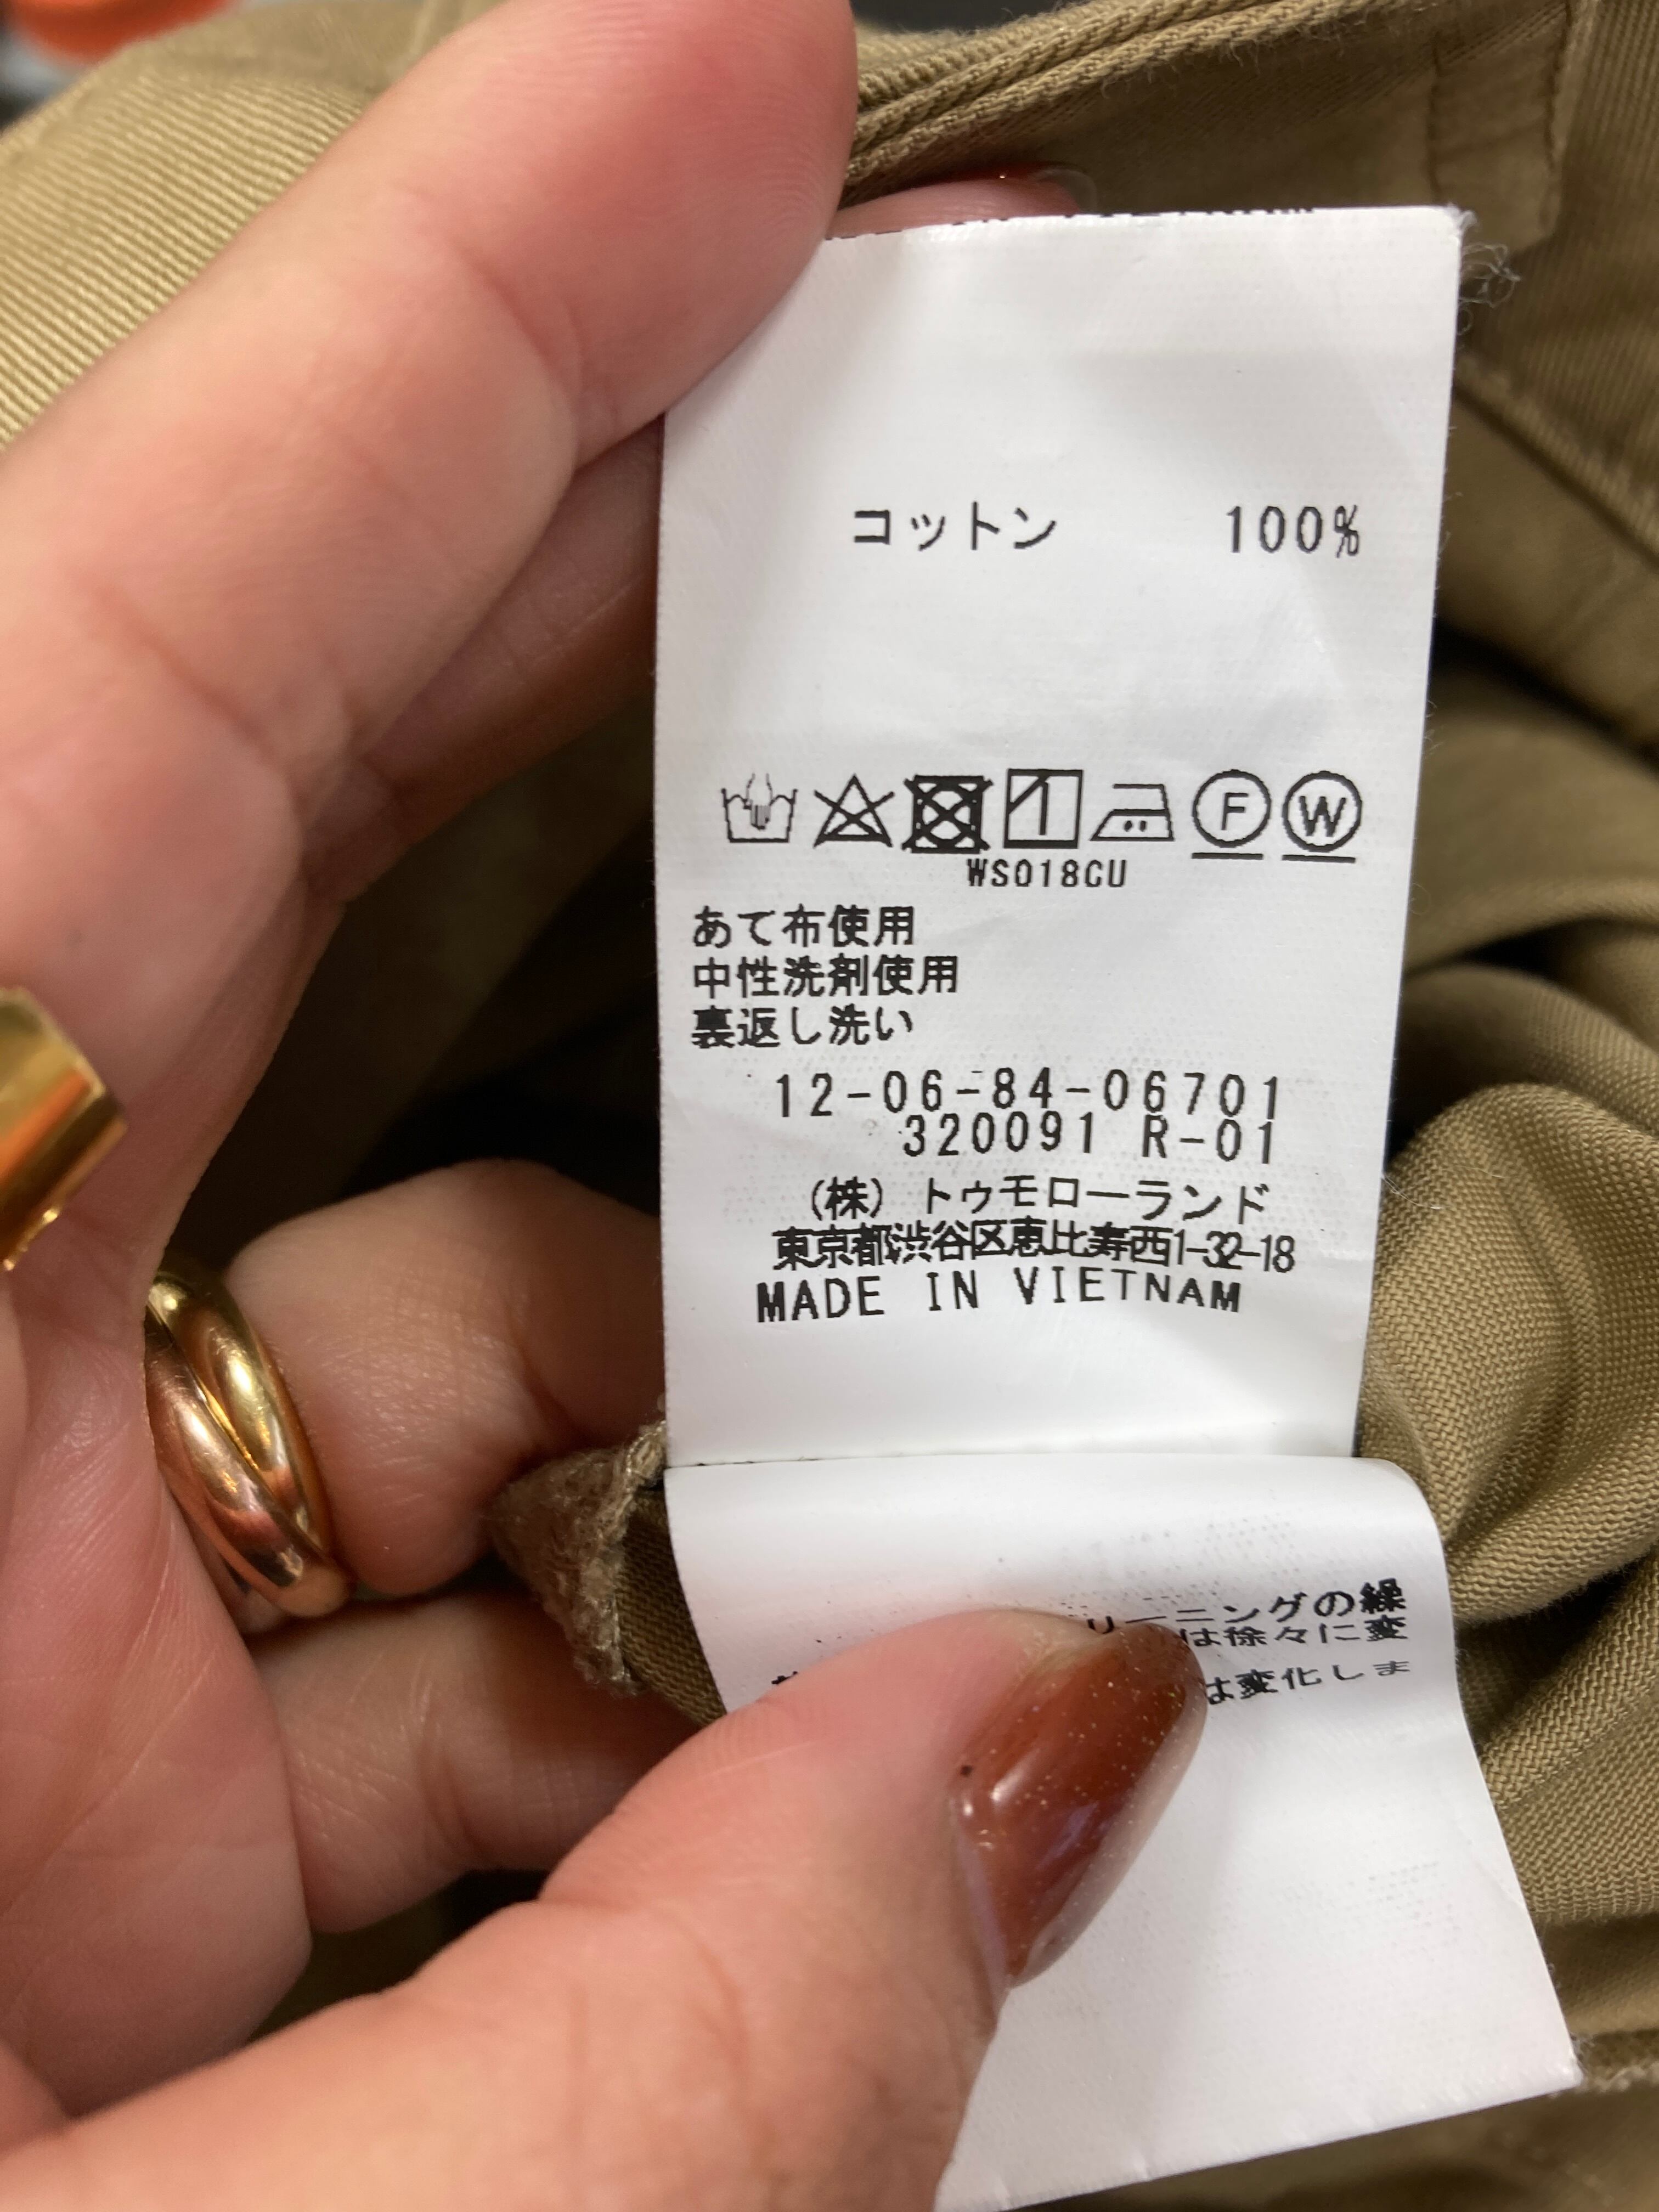 コットン 100%
F W
WS018CU
あて布使用
中性洗剤使用
裏返し洗い
12-06-84-06701
320091 R-01
(株) トゥモローランド
東京都渋谷区恵比寿西1-32-18
MADE IN VIETNAM
リーニングの繰
は徐々に変
は変化しま